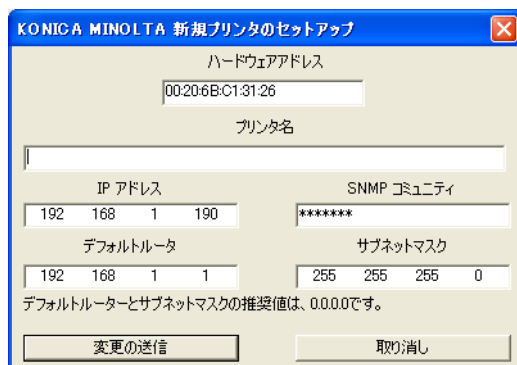 KONICA MINOLTA 新規プリンタのセットアップ
ハードウェアアドレス
00:20:6B:C1:31:26
プリンタ名
IP アドレス
SNMP コミュニティ
192 168 1 190
*******
デフォルトルータ
サブネットマスク
192 168 1 1
255 255 255 0
デフォルトルーターとサブネットマスクの推奨値は、0.0.0.0です。
変更の送信
取り消し